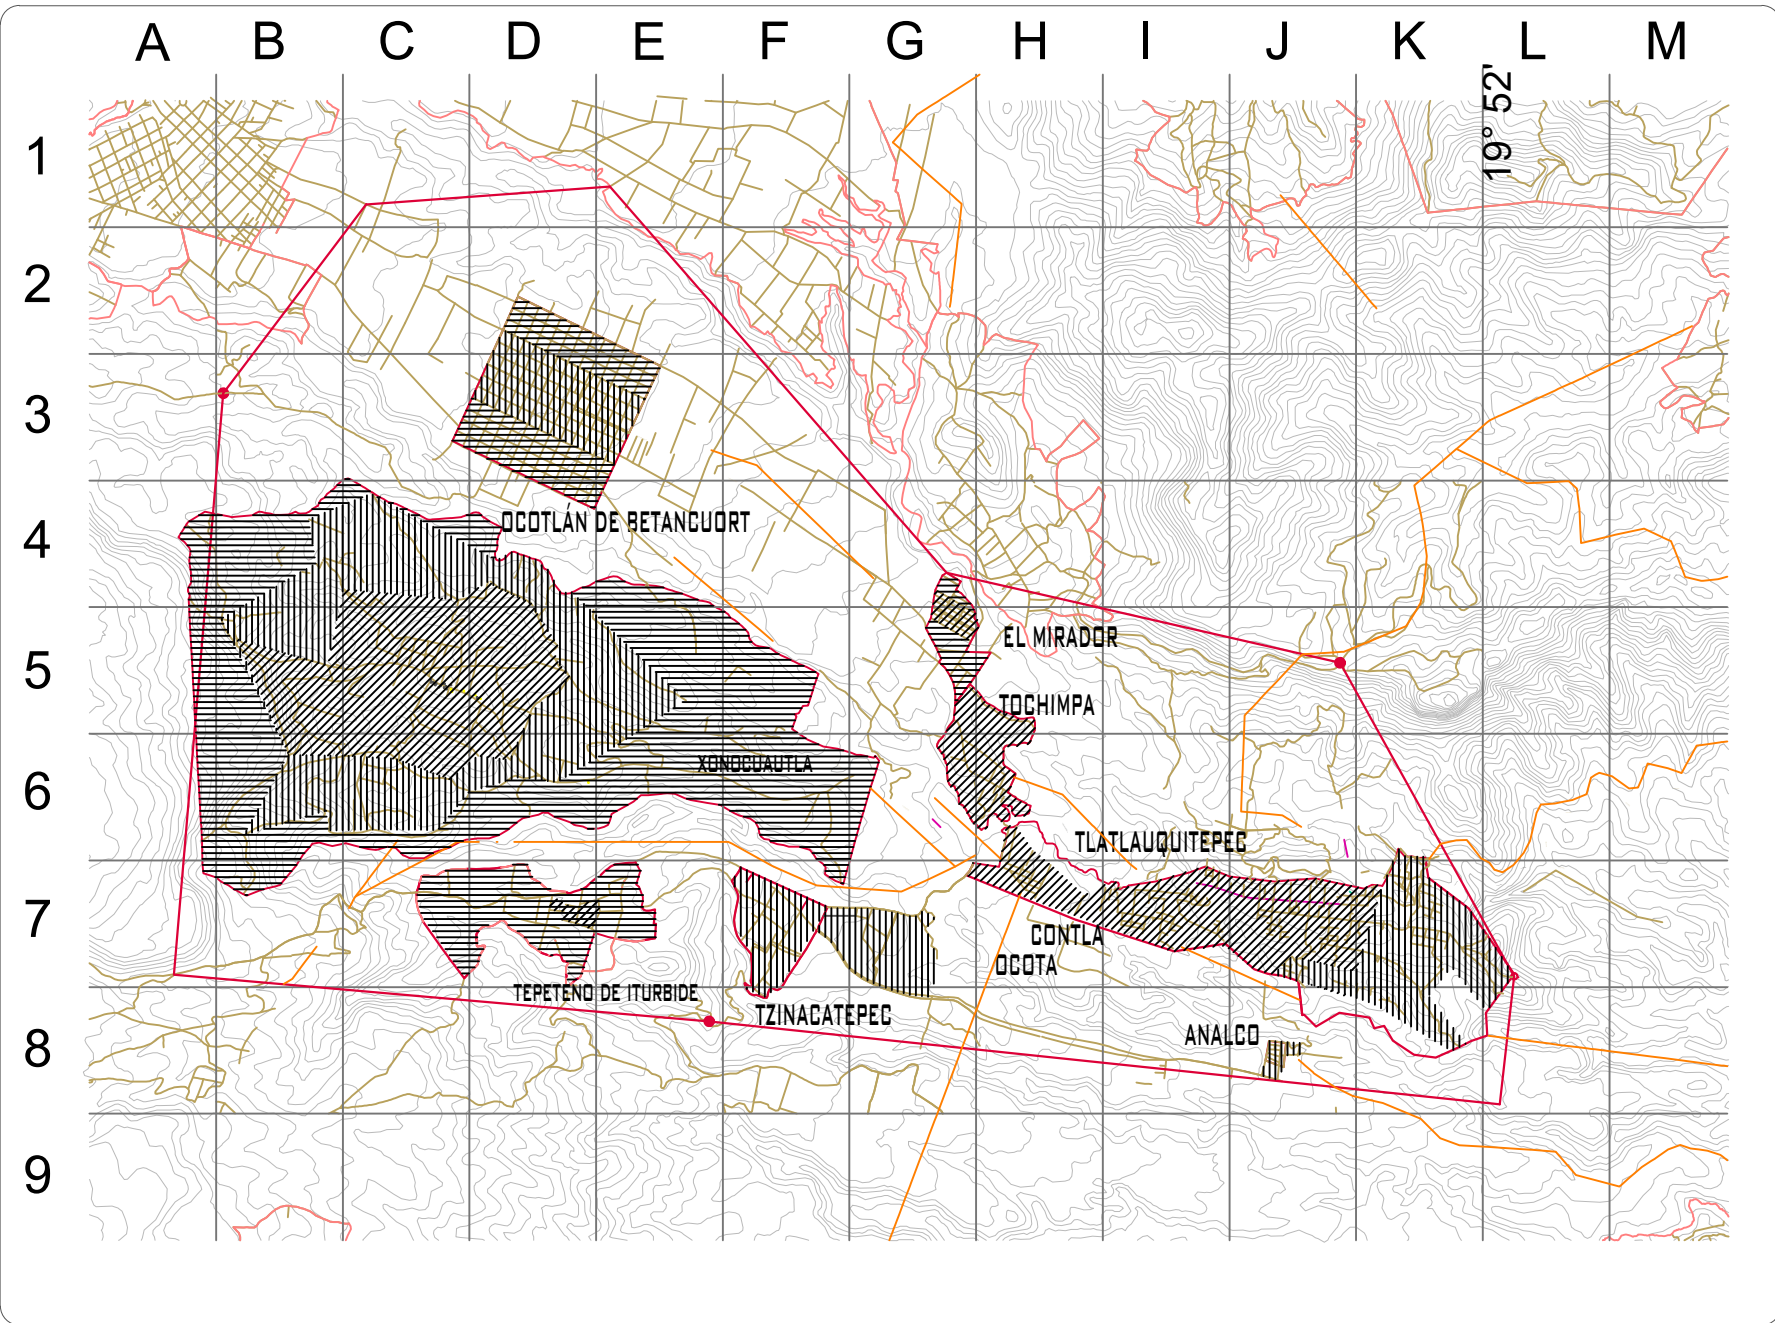 A B C D E F G H I J K L M
19° 52'
1
2
3
4
5
6
7
8
9
OCOTLÁN DE BETANCUORT
EL MIRADOR
TOCHIMPA
XONOCUAUTLA
TLATLAUQUITEPEC
CONTLA
OCOTA
TEPETENO DE ITURBIDE
TZINACATEPEC
ANALCO